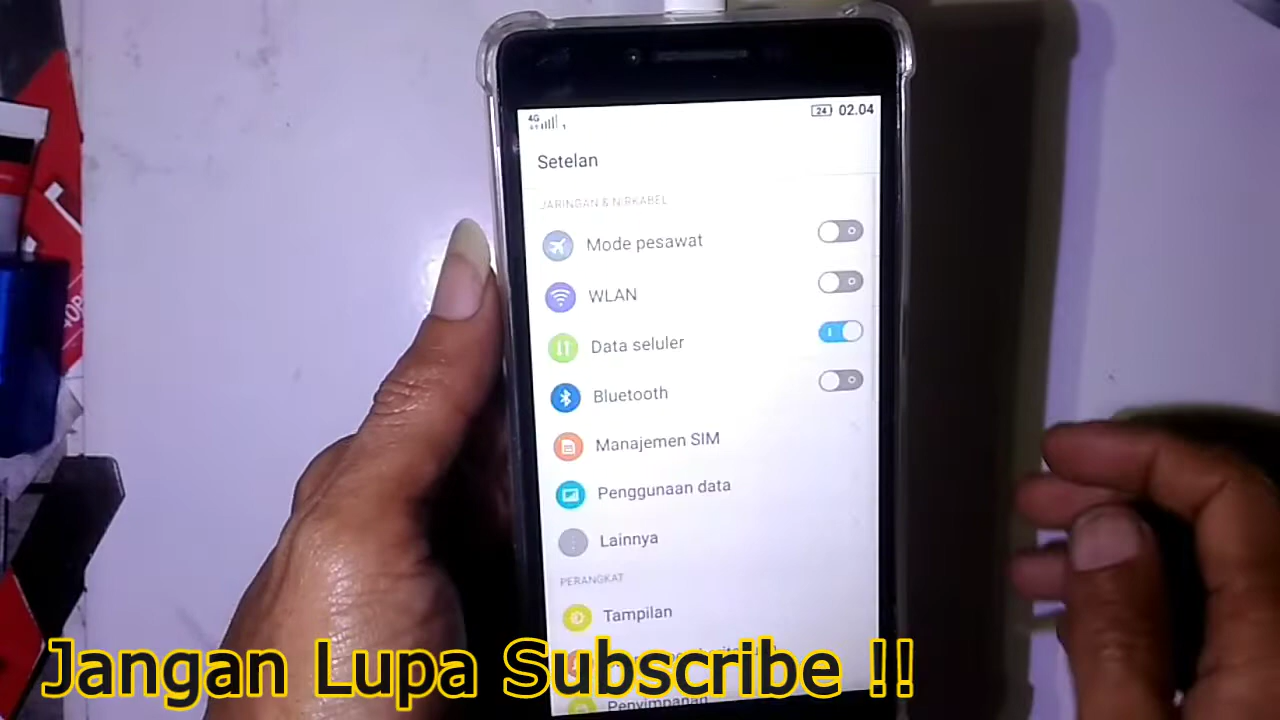 4G
24 02.04
Setelan
JARINGAN & NIRKABEL
Mode pesawat
WLAN
Data seluler
Bluetooth
Manajemen SIM
Penggunaan data
Lainnya
PERANGKAT
Tampilan
Penyimpanan
Jangan Lupa Subscribe !!